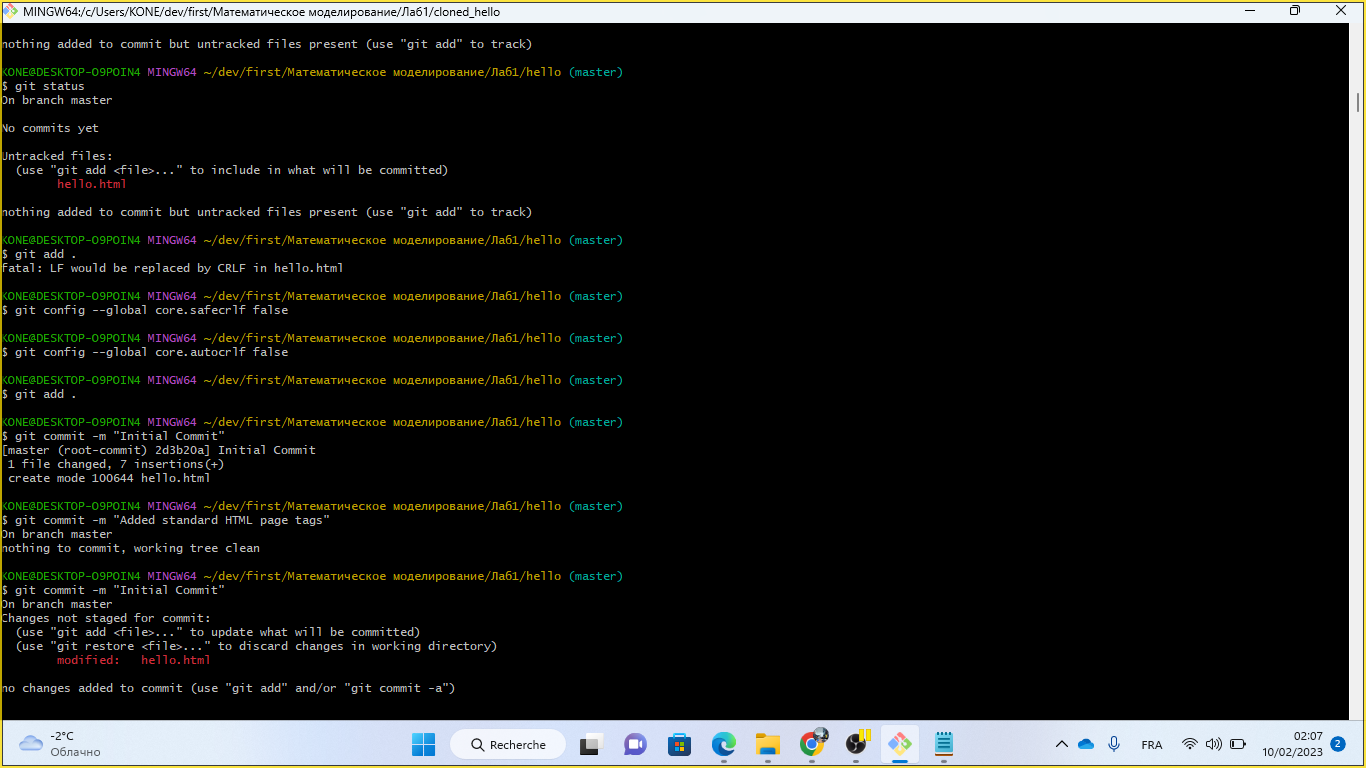 MINGW64:/c/Users/KONE/dev/first/Математическое моделирование/Лаб1/cloned_hello
nothing added to commit but untracked files present (use "git add" to track)
KONE@DESKTOP-O9POIN4 MINGW64 ~/dev/first/Математическое моделирование/Лаб1/hello (master)
$ git status
On branch master
No commits yet
Untracked files:
(use "git add <file>..." to include in what will be committed)
hello.html
nothing added to commit but untracked files present (use "git add" to track)
KONE@DESKTOP-O9POIN4 MINGW64 ~/dev/first/Математическое моделирование/Лаб1/hello (master)
$ git add .
fatal: LF would be replaced by CRLF in hello.html
KONE@DESKTOP-O9POIN4 MINGW64 ~/dev/first/Математическое моделирование/Лаб1/hello (master)
$ git config --global core.safecrlf false
KONE@DESKTOP-O9POIN4 MINGW64 ~/dev/first/Математическое моделирование/Лаб1/hello (master)
$ git config --global core.autocrlf false
KONE@DESKTOP-O9POIN4 MINGW64 ~/dev/first/Математическое моделирование/Лаб1/hello (master)
$ git add .
KONE@DESKTOP-O9POIN4 MINGW64 ~/dev/first/Математическое моделирование/Лаб1/hello (master)
$ git commit -m "Initial Commit"
[master (root-commit) 2d3b20a] Initial Commit
1 file changed, 7 insertions(+)
create mode 100644 hello.html
KONE@DESKTOP-O9POIN4 MINGW64 ~/dev/first/Математическое моделирование/Лаб1/hello (master)
$ git commit -m "Added standard HTML page tags"
On branch master
nothing to commit, working tree clean
KONE@DESKTOP-O9POIN4 MINGW64 ~/dev/first/Математическое моделирование/Лаб1/hello (master)
$ git commit -m "Initial Commit"
On branch master
Changes not staged for commit:
(use "git add <file>..." to update what will be committed)
(use "git restore <file>..." to discard changes in working directory)
modified:   hello.html
no changes added to commit (use "git add" and/or "git commit -a")
-2°C
Облачно
Recherche
FRA
02:07
10/02/2023
2